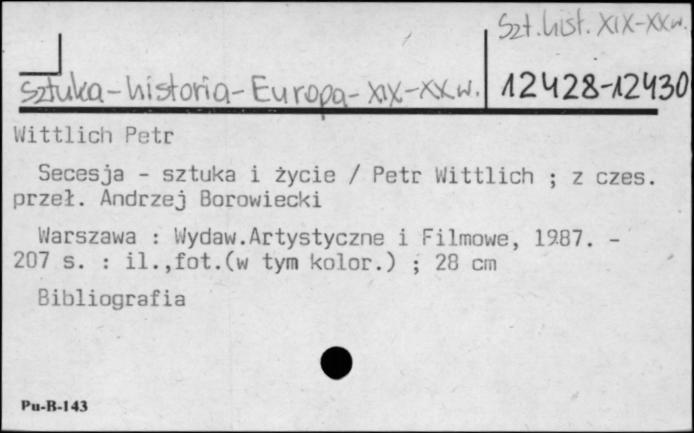 Szt.hist. XIX-XXw.
Sztuka-historia-Europa-XIX-XXw.
12428-12430
Wittlich Petr
Secesja - sztuka i życie / Petr Wittlich ; z czes.
przeł. Andrzej Borowiecki
Warszawa : Wydaw.Artystyczne i Filmowe, 1987. -
207 s. : il.,fot.(w tym kolor.) ; 28 cm
Bibliografia
Pu-B-143